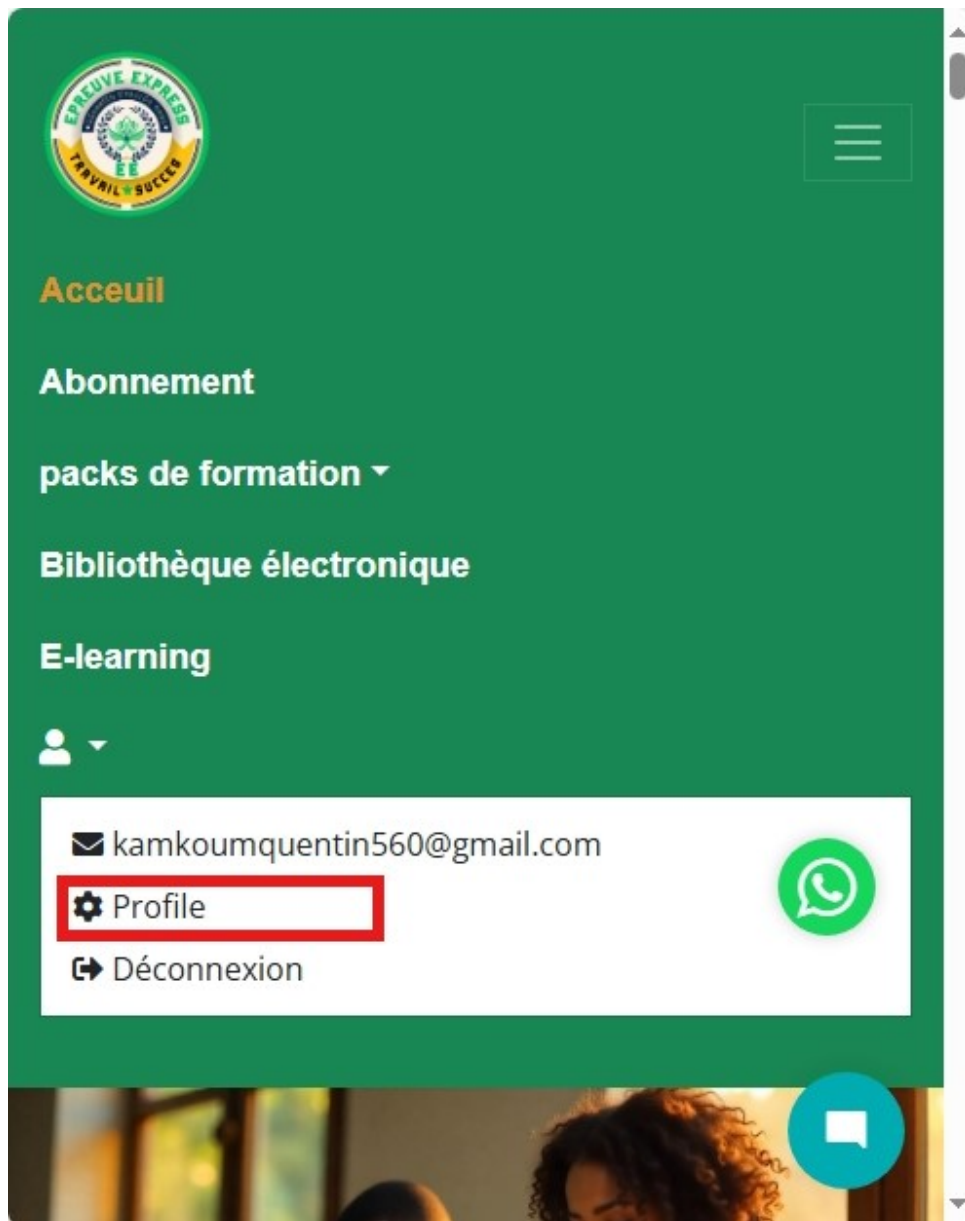 EPREUVE EXPRESS
EE
TRAVAIL SUCCES
Acceuil
Abonnement
packs de formation
Bibliothèque électronique
E-learning
kamkoumquentin560@gmail.com
Profile
Déconnexion